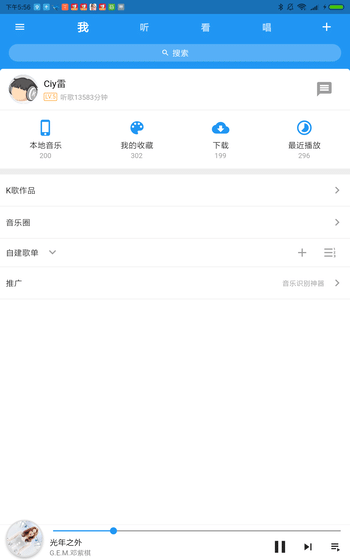 下午5:56
我 听 看 唱
搜索
Ciy雷
LV.5 听歌13583分钟
本地音乐 我的收藏 下载 最近播放
200 302 199 296
K歌作品
音乐圈
自建歌单
推广 音乐识别神器
光年之外
G.E.M.邓紫棋